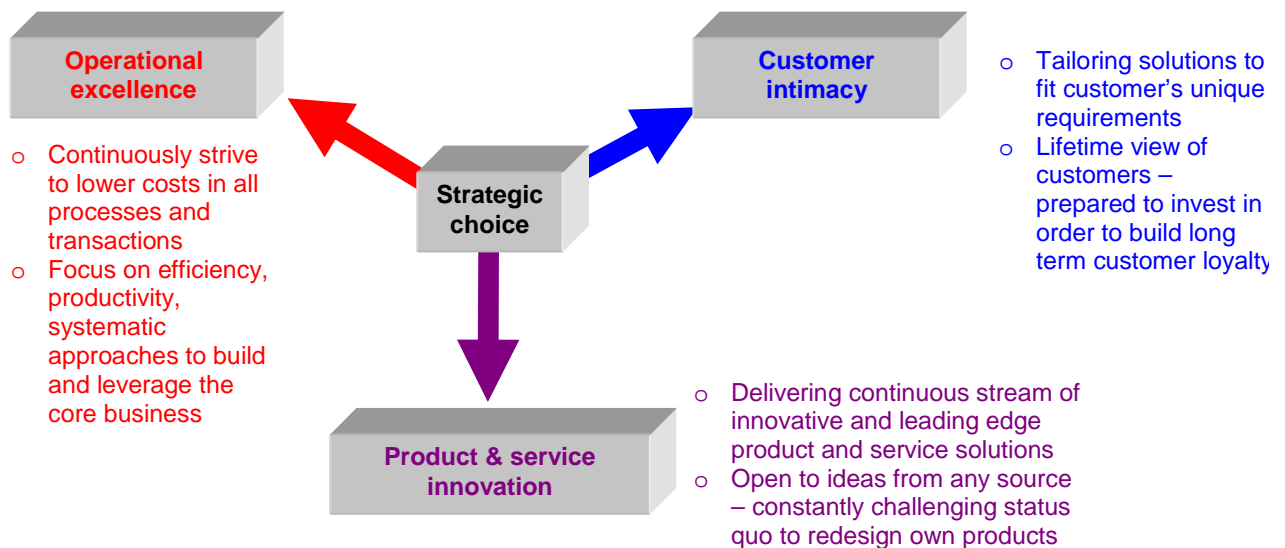 Operational
excellence
o Continuously strive
to lower costs in all
processes and
transactions
o Focus on efficiency,
productivity,
systematic
approaches to build
and leverage the
core business
Strategic
choice
Customer
intimacy
o Tailoring solutions to
fit customer’s unique
requirements
o Lifetime view of
customers –
prepared to invest in
order to build long
term customer loyalty
Product & service
innovation
o Delivering continuous stream of
innovative and leading edge
product and service solutions
o Open to ideas from any source
– constantly challenging status
quo to redesign own products